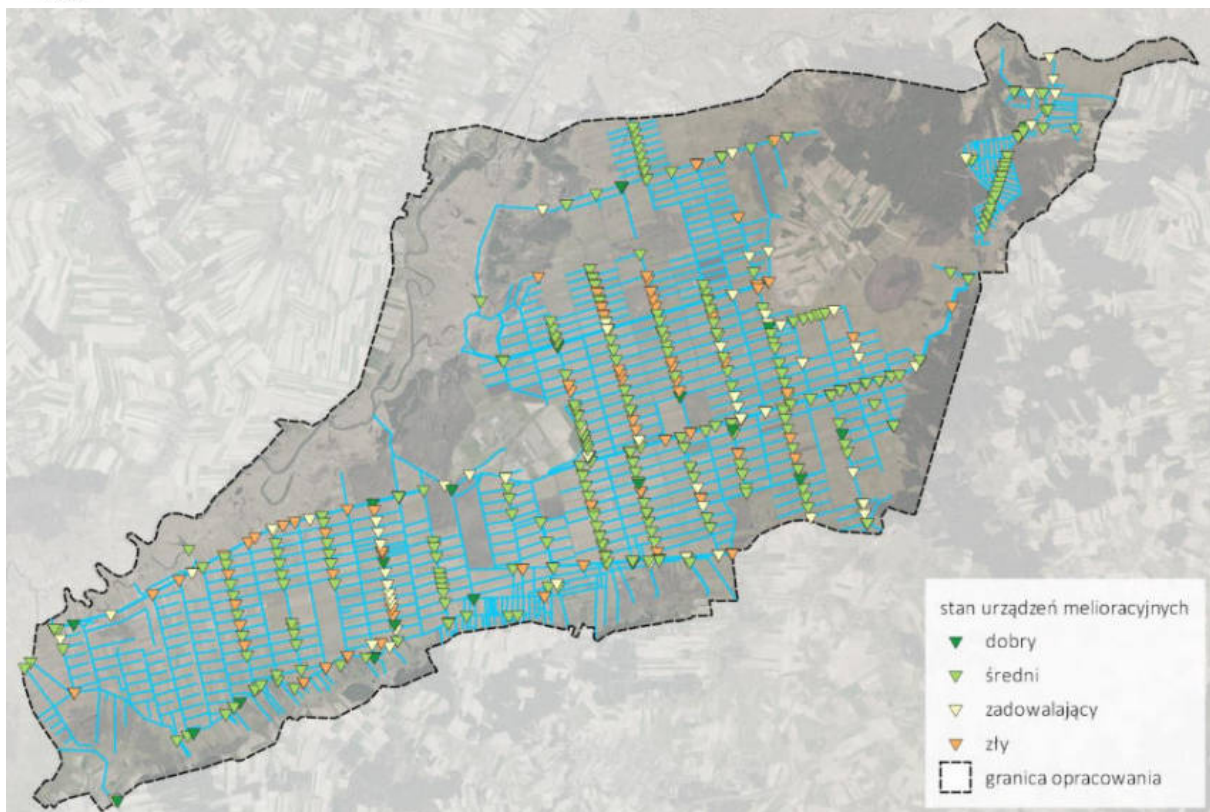 stan urządzeń melioracyjnych
dobry
średni
zadowalający
zły
granica opracowania